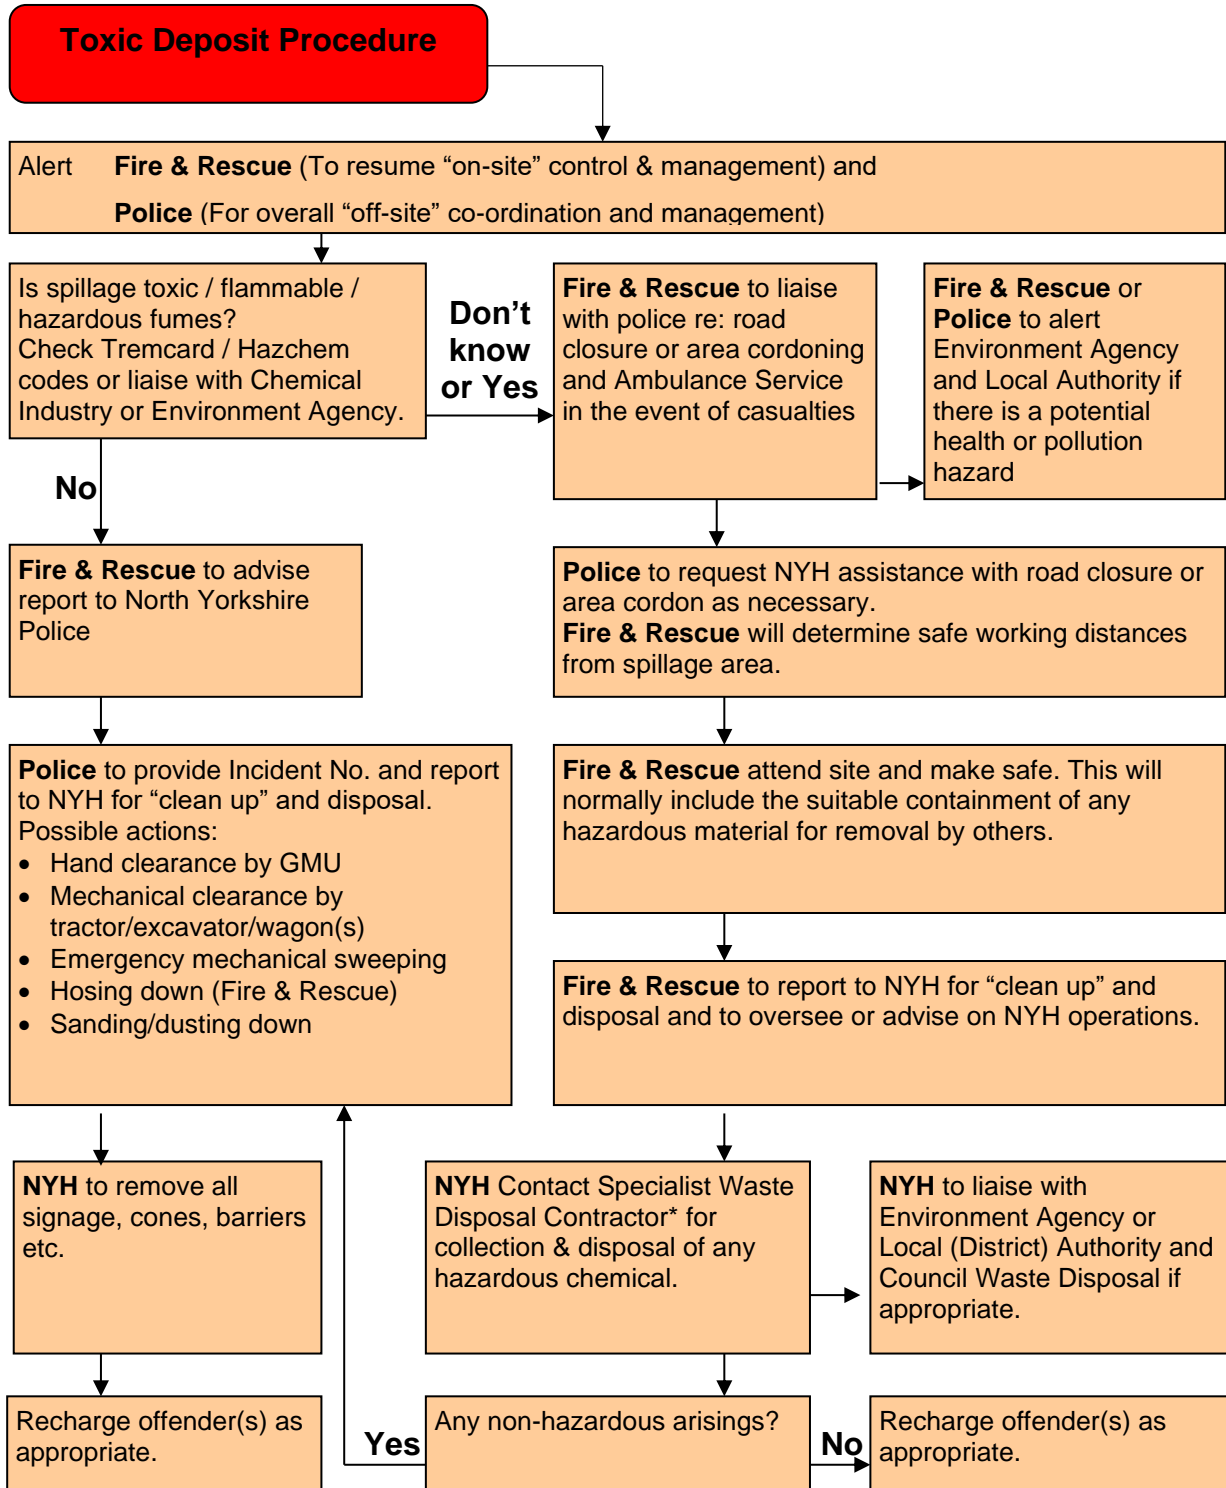 Toxic Deposit Procedure
Alert Fire & Rescue (To resume “on-site” control & management) and
Police (For overall “off-site” co-ordination and management)
Is spillage toxic / flammable /
hazardous fumes?
Check Tremcard / Hazchem
codes or liaise with Chemical
Industry or Environment Agency.
Don’t
know
or Yes
Fire & Rescue to liaise
with police re: road
closure or area cordoning
and Ambulance Service
in the event of casualties
Fire & Rescue or
Police to alert
Environment Agency
and Local Authority if
there is a potential
health or pollution
hazard
No
Fire & Rescue to advise
report to North Yorkshire
Police
Police to request NYH assistance with road closure or
area cordon as necessary.
Fire & Rescue will determine safe working distances
from spillage area.
Police to provide Incident No. and report
to NYH for “clean up” and disposal.
Possible actions:
• Hand clearance by GMU
• Mechanical clearance by
tractor/excavator/wagon(s)
• Emergency mechanical sweeping
• Hosing down (Fire & Rescue)
• Sanding/dusting down
Fire & Rescue attend site and make safe. This will
normally include the suitable containment of any
hazardous material for removal by others.
Fire & Rescue to report to NYH for “clean up” and
disposal and to oversee or advise on NYH operations.
NYH to remove all
signage, cones, barriers
etc.
NYH Contact Specialist Waste
Disposal Contractor* for
collection & disposal of any
hazardous chemical.
NYH to liaise with
Environment Agency or
Local (District) Authority and
Council Waste Disposal if
appropriate.
Recharge offender(s) as
appropriate.
Yes
Any non-hazardous arisings?
No
Recharge offender(s) as
appropriate.